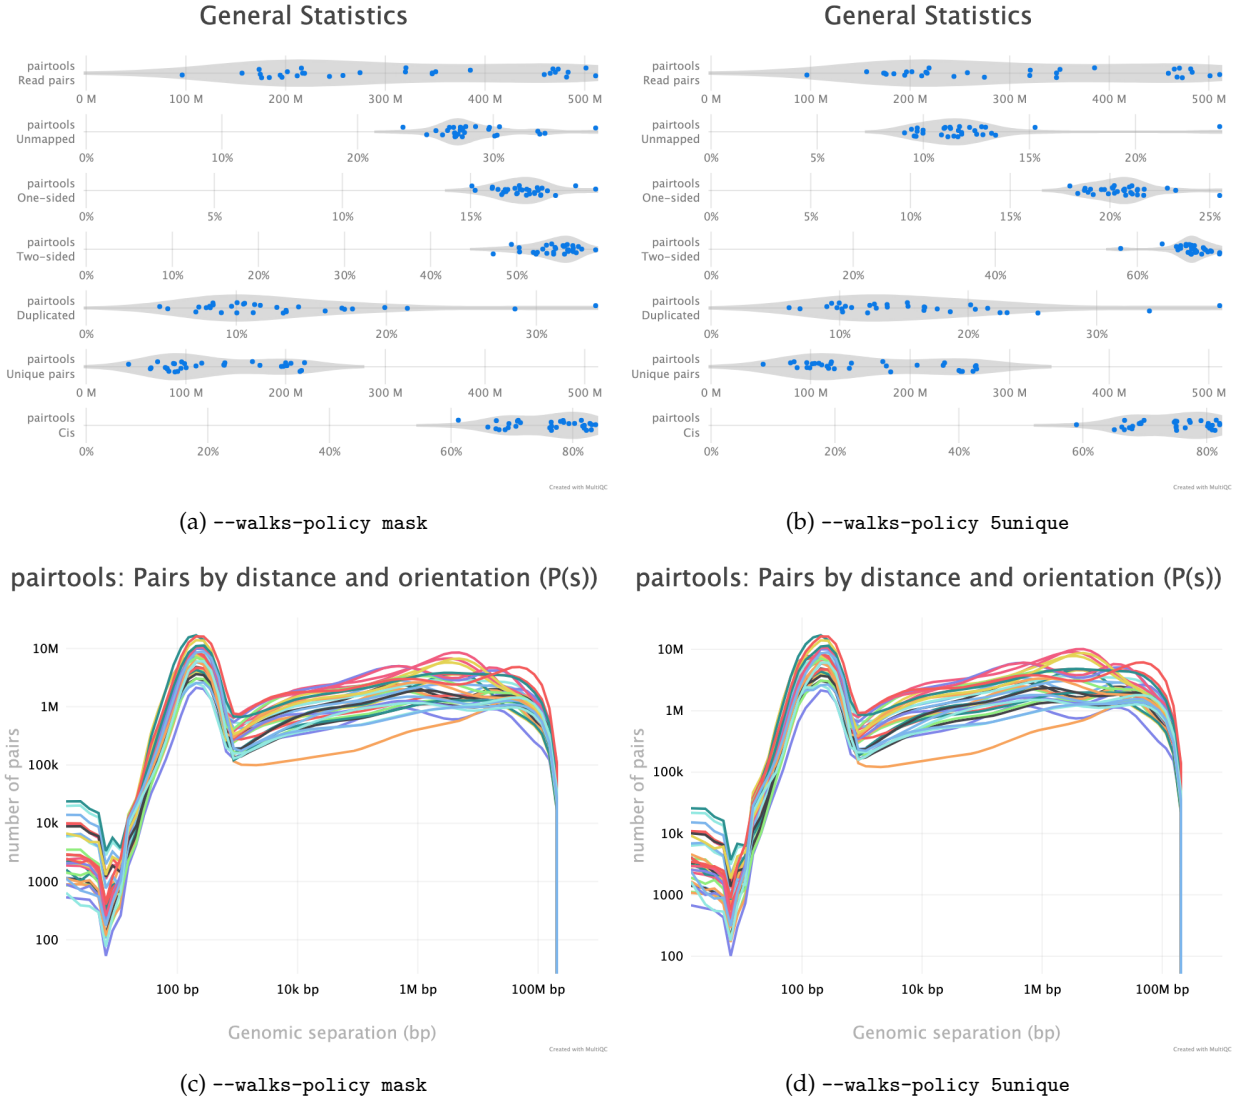 General Statistics
pairtools
Read pairs
0 M 100 M 200 M 300 M 400 M 500 M
pairtools
Unmapped
0% 10% 20% 30%
pairtools
One-sided
0% 5% 10% 15%
pairtools
Two-sided
0% 10% 20% 30% 40% 50%
pairtools
Duplicated
0% 10% 20% 30%
pairtools
Unique pairs
0 M 100 M 200 M 300 M 400 M 500 M
pairtools
Cis
0% 20% 40% 60% 80%
Created with MultiQC
(a) --walks-policy mask
General Statistics
pairtools
Read pairs
0 M 100 M 200 M 300 M 400 M 500 M
pairtools
Unmapped
0% 5% 10% 15% 20%
pairtools
One-sided
0% 5% 10% 15% 20% 25%
pairtools
Two-sided
0% 20% 40% 60%
pairtools
Duplicated
0% 10% 20% 30%
pairtools
Unique pairs
0 M 100 M 200 M 300 M 400 M 500 M
pairtools
Cis
0% 20% 40% 60% 80%
Created with MultiQC
(b) --walks-policy 5unique
pairtools: Pairs by distance and orientation (P(s))
number of pairs
10M
1M
100k
10k
1000
100
100 bp 10k bp 1M bp 100M bp
Genomic separation (bp)
Created with MultiQC
(c) --walks-policy mask
pairtools: Pairs by distance and orientation (P(s))
number of pairs
10M
1M
100k
10k
1000
100
100 bp 10k bp 1M bp 100M bp
Genomic separation (bp)
Created with MultiQC
(d) --walks-policy 5unique